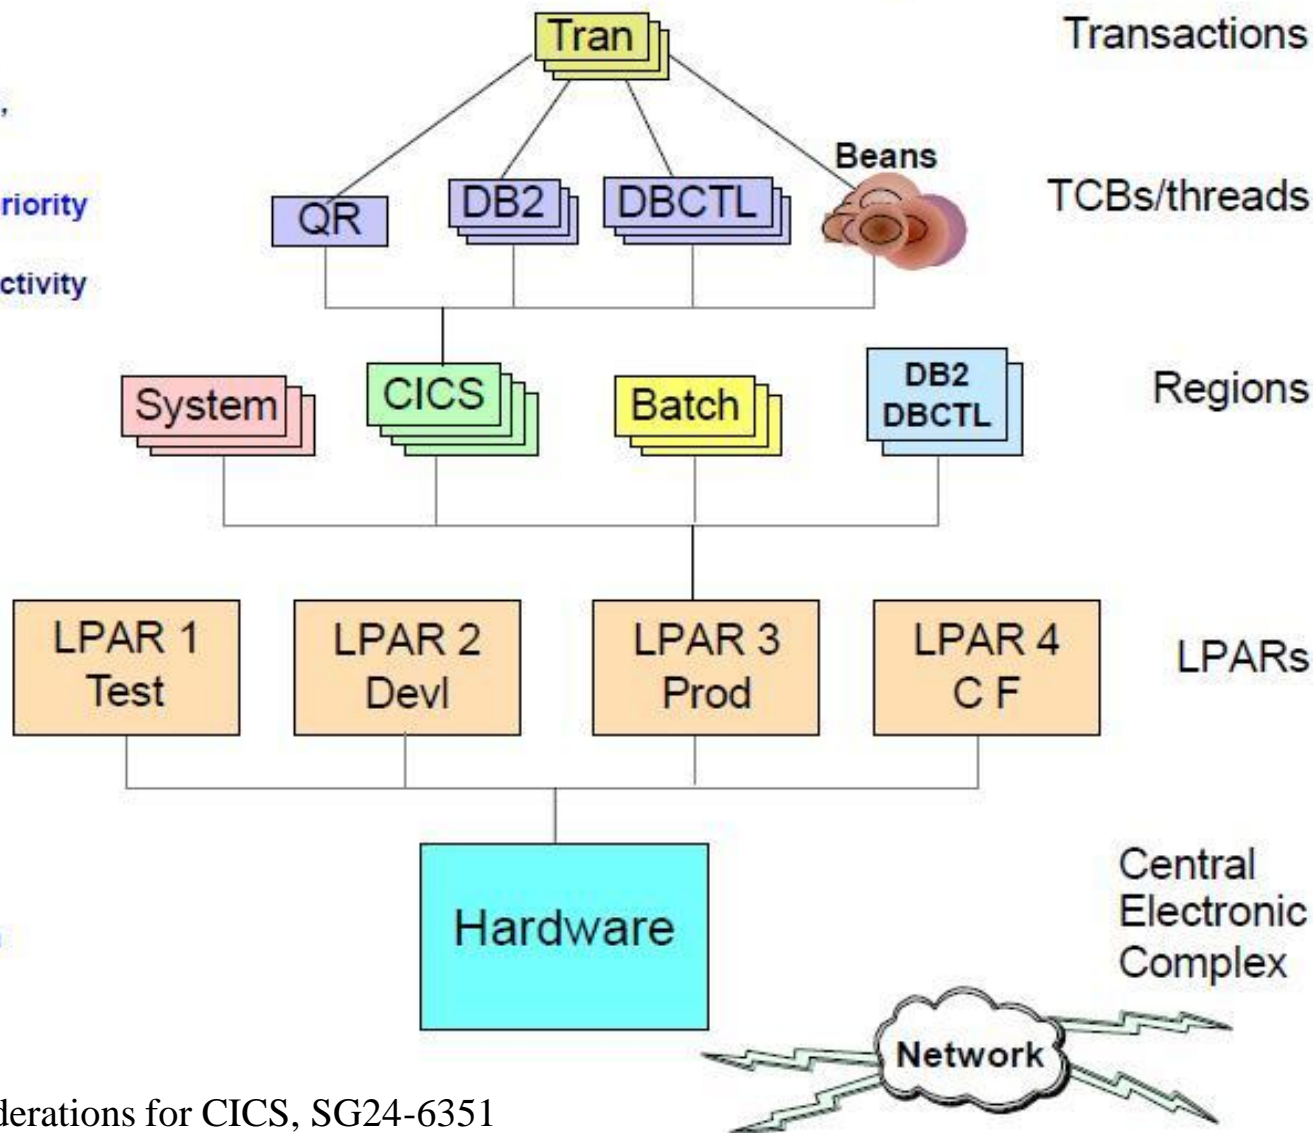 Tran
Transactions
,
Beans
riority
QR
DB2
DBCTL
TCBs/threads
ctivity
System
CICS
Batch
DB2
DBCTL
Regions
LPAR 1
Test
LPAR 2
Devl
LPAR 3
Prod
LPAR 4
C F
LPARs
Hardware
Central
Electronic
Complex
Network
derations for CICS, SG24-6351